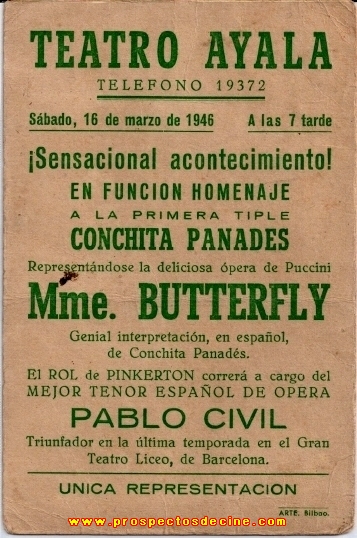 TEATRO AYALA
TELEFONO 19372
Sábado, 16 de marzo de 1946 A las 7 tarde
¡Sensacional acontecimiento!
EN FUNCION HOMENAJE
A LA PRIMERA TIPLE
CONCHITA PANADES
Representándose la deliciosa ópera de Puccini
Mme. BUTTERFLY
Genial interpretación, en español,
de Conchita Panadés.
El ROL de PINKERTON correrá a cargo del
MEJOR TENOR ESPAÑOL DE OPERA
PABLO CIVIL
Triunfador en la última temporada en el Gran
Teatro Liceo, de Barcelona.
UNICA REPRESENTACION
ARTE. Bilbao.
www.prospectosdecine.com